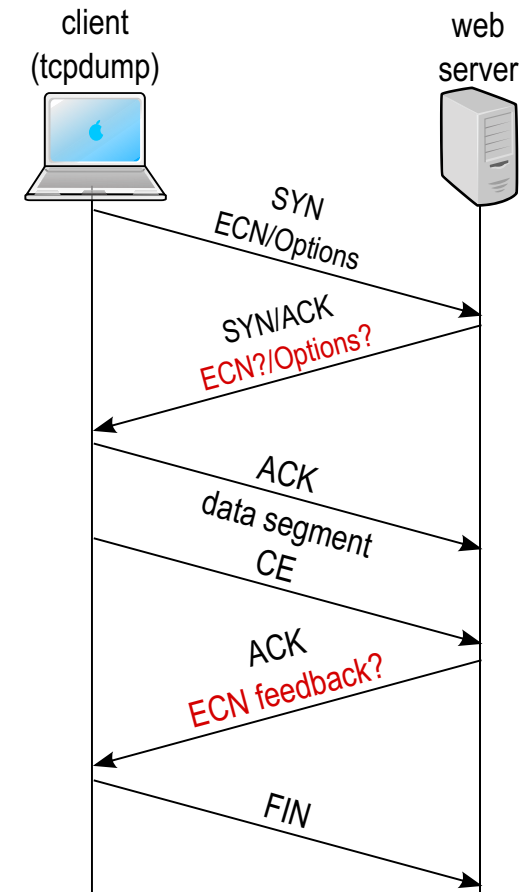 client
(tcpdump)
web
server
SYN
ECN/Options
SYN/ACK
ECN?/Options?
ACK
data segment
CE
ACK
ECN feedback?
FIN